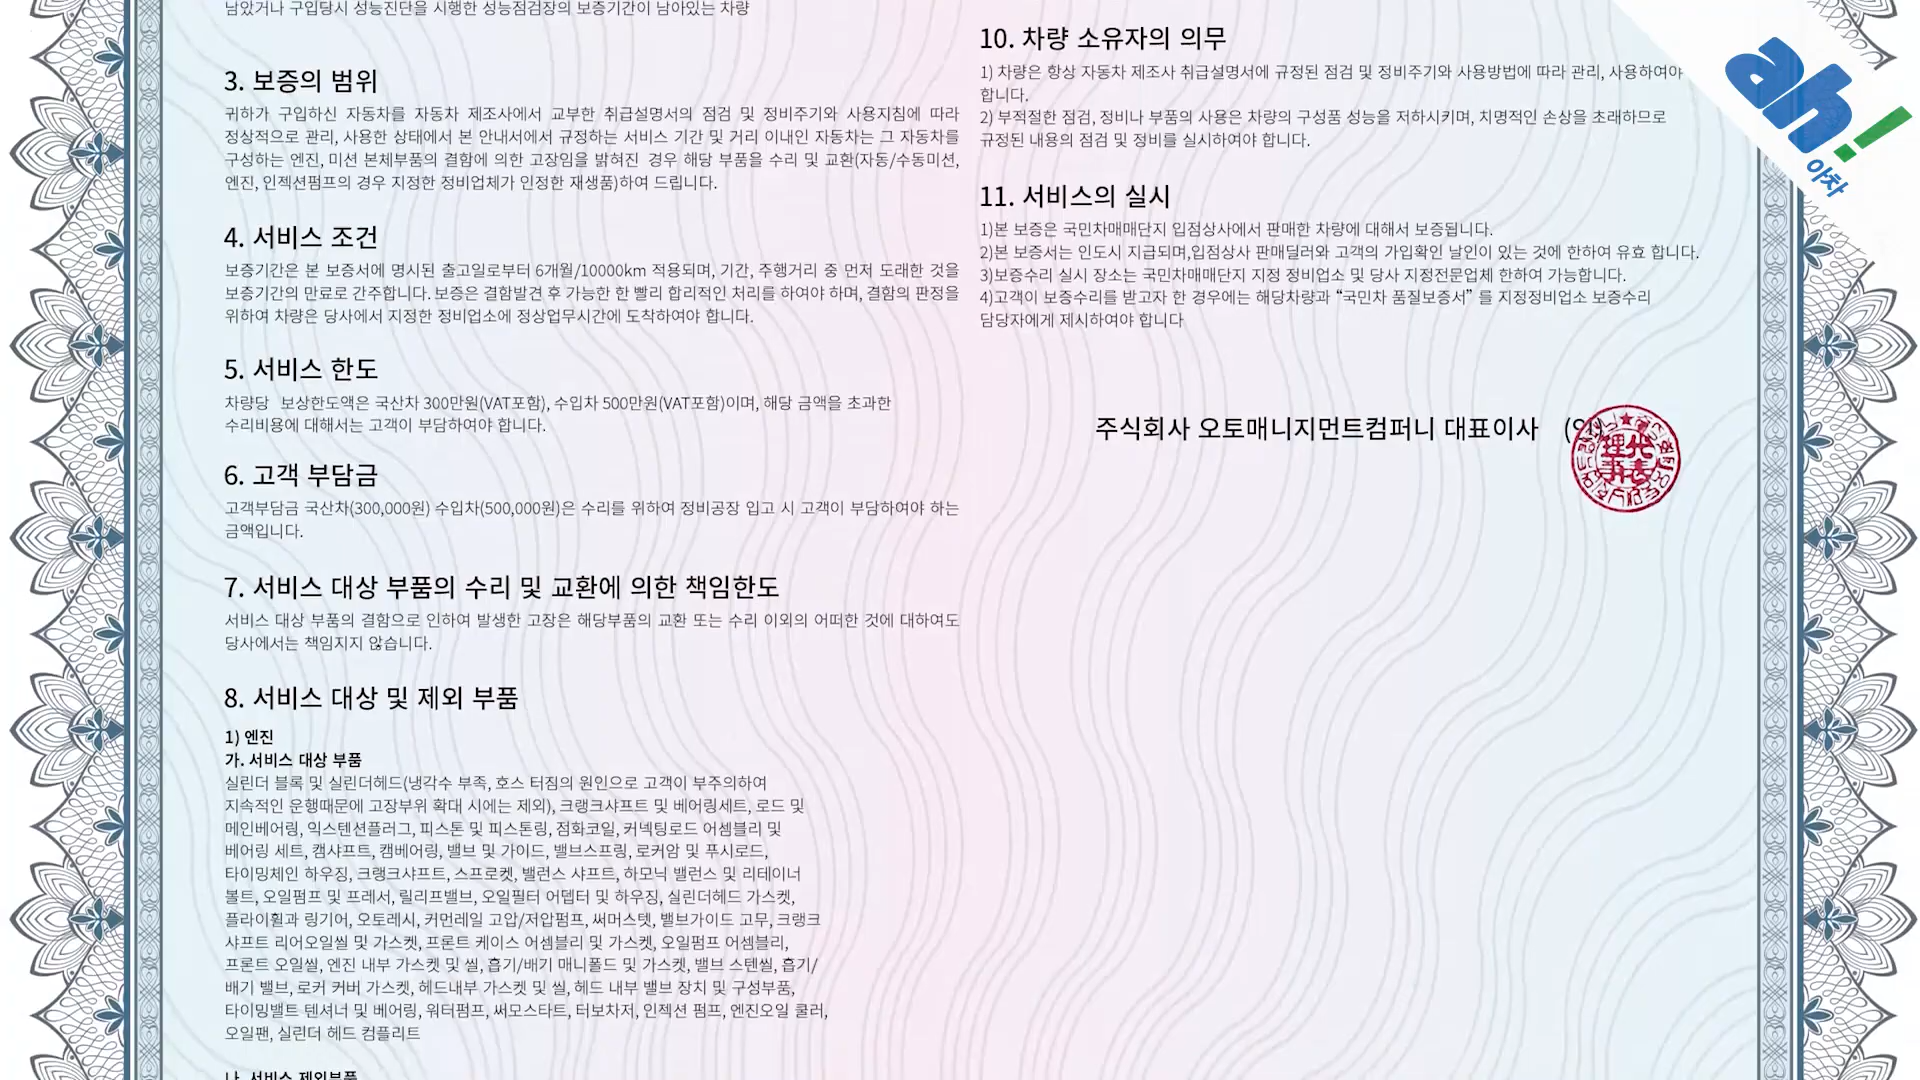 남았거나 구입당시 성능진단을 시행한 성능점검장의 보증기간이 남아있는 차량
3. 보증의 범위
귀하가 구입하신 자동차를 자동차 제조사에서 교부한 취급설명서의 점검 및 정비주기와 사용지침에 따라
정상적으로 관리, 사용한 상태에서 본 안내서에서 규정하는 서비스 기간 및 거리 이내인 자동차는 그 자동차를
구성하는 엔진, 미션 본체부품의 결함에 의한 고장임을 밝혀진 경우 해당 부품을 수리 및 교환(자동/수동미션,
엔진, 인젝션펌프의 경우 지정한 정비업체가 인정한 재생품)하여 드립니다.
4. 서비스 조건
보증기간은 본 보증서에 명시된 출고일로부터 6개월/10000km 적용되며, 기간, 주행거리 중 먼저 도래한 것을
보증기간의 만료로 간주합니다. 보증은 결함발견 후 가능한 한 빨리 합리적인 처리를 하여야 하며, 결함의 판정을
위하여 차량은 당사에서 지정한 정비업소에 정상업무시간에 도착하여야 합니다.
5. 서비스 한도
차량당 보상한도액은 국산차 300만원(VAT포함), 수입차 500만원(VAT포함)이며, 해당 금액을 초과한
수리비용에 대해서는 고객이 부담하여야 합니다.
6. 고객 부담금
고객부담금 국산차(300,000원) 수입차(500,000원)은 수리를 위하여 정비공장 입고 시 고객이 부담하여야 하는
금액입니다.
7. 서비스 대상 부품의 수리 및 교환에 의한 책임한도
서비스 대상 부품의 결함으로 인하여 발생한 고장은 해당부품의 교환 또는 수리 이외의 어떠한 것에 대하여도
당사에서는 책임지지 않습니다.
8. 서비스 대상 및 제외 부품
1) 엔진
가. 서비스 대상 부품
실린더 블록 및 실린더헤드(냉각수 부족, 호스 터짐의 원인으로 고객이 부주의하여
지속적인 운행때문에 고장부위 확대 시에는 제외), 크랭크샤프트 및 베어링세트, 로드 및
메인베어링, 익스텐션플러그, 피스톤 및 피스톤링, 점화코일, 커넥팅로드 어셈블리 및
베어링 세트, 캠샤프트, 캠베어링, 밸브 및 가이드, 밸브스프링, 로커암 및 푸시로드,
타이밍체인 하우징, 크랭크샤프트, 스프로켓, 밸런스 샤프트, 하모닉 밸런스 및 리테이너
볼트, 오일펌프 및 프레서, 릴리프밸브, 오일필터 어뎁터 및 하우징, 실린더헤드 가스켓,
플라이휠과 링기어, 오토레시, 커먼레일 고압/저압펌프, 써머스텟, 밸브가이드 고무, 크랭크
샤프트 리어오일씰 및 가스켓, 프론트 케이스 어셈블리 및 가스켓, 오일펌프 어셈블리,
프론트 오일씰, 엔진 내부 가스켓 및 씰, 흡기/배기 매니폴드 및 가스켓, 밸브 스텐씰, 흡기/
배기 밸브, 로커 커버 가스켓, 헤드내부 가스켓 및 씰, 헤드 내부 밸브 장치 및 구성부품,
타이밍밸트 텐셔너 및 베어링, 워터펌프, 써모스타트, 터보차저, 인젝션 펌프, 엔진오일 쿨러,
오일팬, 실린더 헤드 컴플리트
나. 서비스 제외부품
10. 차량 소유자의 의무
1) 차량은 항상 자동차 제조사 취급설명서에 규정된 점검 및 정비주기와 사용방법에 따라 관리, 사용하여야
합니다.
2) 부적절한 점검, 정비나 부품의 사용은 차량의 구성품 성능을 저하시키며, 치명적인 손상을 초래하므로
규정된 내용의 점검 및 정비를 실시하여야 합니다.
11. 서비스의 실시
1)본 보증은 국민차매매단지 입점상사에서 판매한 차량에 대해서 보증됩니다.
2)본 보증서는 인도시 지급되며,입점상사 판매딜러와 고객의 가입확인 날인이 있는 것에 한하여 유효 합니다.
3)보증수리 실시 장소는 국민차매매단지 지정 정비업소 및 당사 지정전문업체 한하여 가능합니다.
4)고객이 보증수리를 받고자 한 경우에는 해당차량과 “국민차 품질보증서” 를 지정정비업소 보증수리
담당자에게 제시하여야 합니다
주식회사 오토매니지먼트컴퍼니 대표이사 (인)
ah!
아차